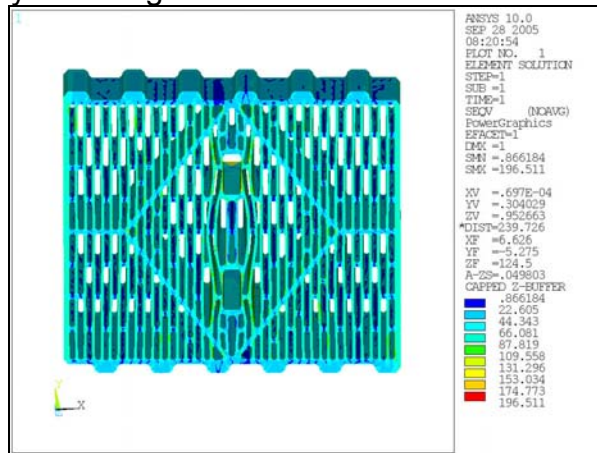 1
ANSYS 10.0
SEP 28 2005
08:20:54
PLOT NO. 1
ELEMENT SOLUTION
STEP=1
SUB =1
TIME=1
SEQV (NOAVG)
PowerGraphics
EFACET=1
DMX =1
SMN =.866184
SMX =196.511
XV =.697E-04
YV =.304029
ZV =.952663
*DIST=239.726
XF =6.626
YF =-5.275
ZF =124.5
A-ZS=.049803
CAPPED Z-BUFFER
.866184
22.605
44.343
66.081
87.819
109.558
131.296
153.034
174.773
196.511
Y
X